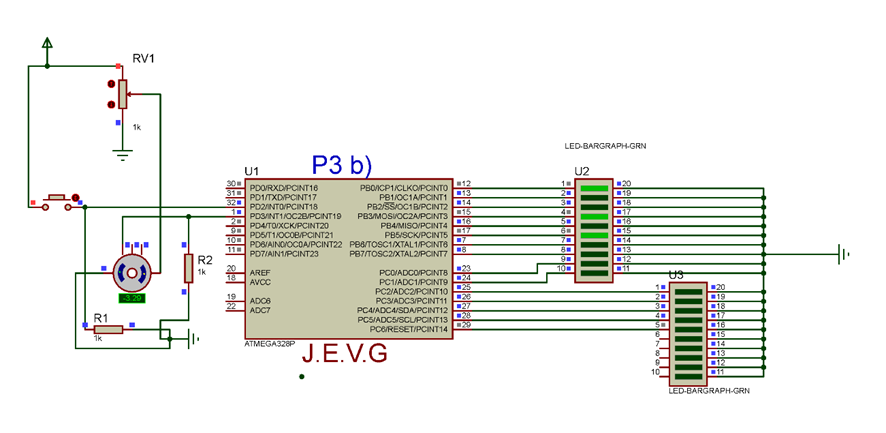 LED-BARGRAPH-GRN
RV1
1k
P3 b)
U1
U2
30 PD0/RXD/PCINT16
31 PD1/TXD/PCINT17
32 PD2/INT0/PCINT18
1 PD3/INT1/OC2B/PCINT19
2 PD4/T0/XCK/PCINT20
9 PD5/T1/OC0B/PCINT21
10 PD6/AIN0/OC0A/PCINT22
11 PD7/AIN1/PCINT23
20 AREF
18 AVCC
19 ADC6
22 ADC7
PB0/ICP1/CLKO/PCINT0 12
PB1/OC1A/PCINT1 13
PB2/SS/OC1B/PCINT2 14
PB3/MOSI/OC2A/PCINT3 15
PB4/MISO/PCINT4 16
PB5/SCK/PCINT5 17
PB6/TOSC1/XTAL1/PCINT6 7
PB7/TOSC2/XTAL2/PCINT7 8
PC0/ADC0/PCINT8 23
PC1/ADC1/PCINT9 24
PC2/ADC2/PCINT10 25
PC3/ADC3/PCINT11 26
PC4/ADC4/SDA/PCINT12 27
PC5/ADC5/SCL/PCINT13 28
PC6/RESET/PCINT14 29
1 20
2 19
3 18
4 17
5 16
6 15
7 14
8 13
9 12
10 11
R2
1k
-3.29
R1
1k
ATMEGA328P
J.E.V.G
U3
1 20
2 19
3 18
4 17
5 16
6 15
7 14
8 13
9 12
10 11
LED-BARGRAPH-GRN